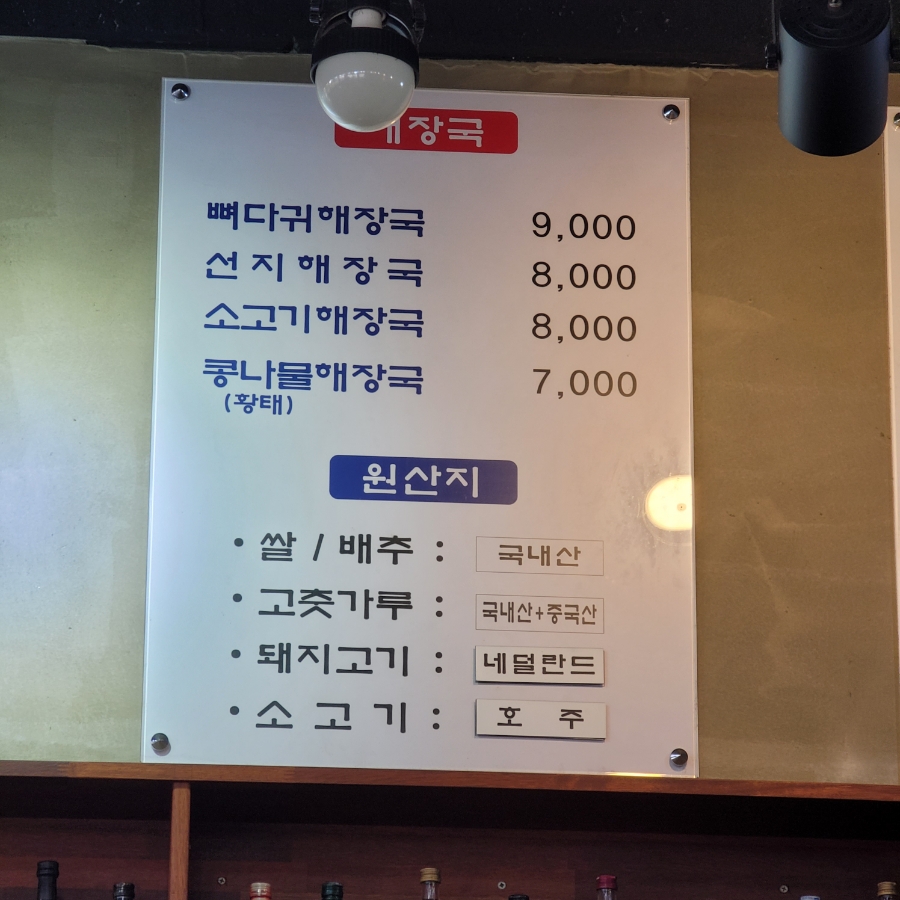 해장국
뼈다귀해장국 9,000
선지해장국 8,000
소고기해장국 8,000
콩나물해장국 7,000
(황태)
원산지
• 쌀 / 배추 : 국내산
• 고춧가루 : 국내산+중국산
• 돼지고기 : 네덜란드
• 소고기 : 호주